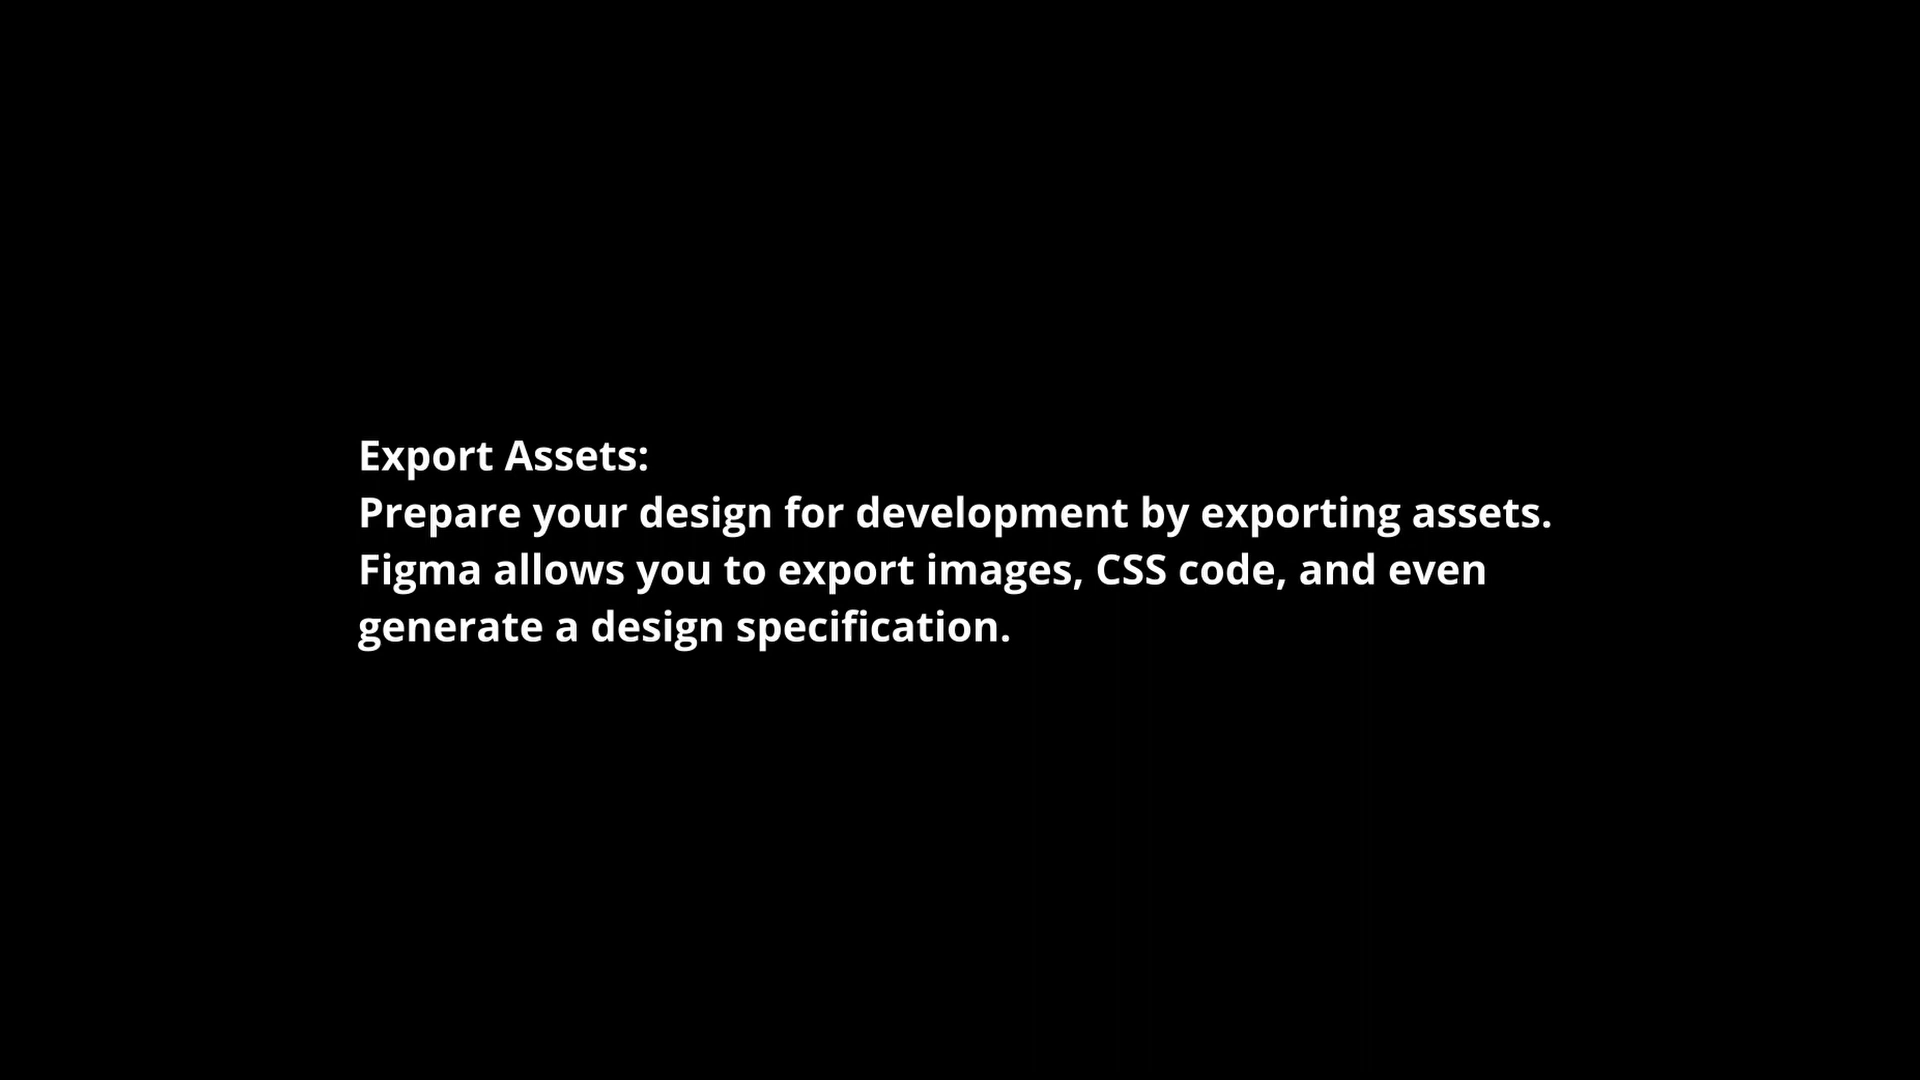 Export Assets:
Prepare your design for development by exporting assets.
Figma allows you to export images, CSS code, and even
generate a design specification.